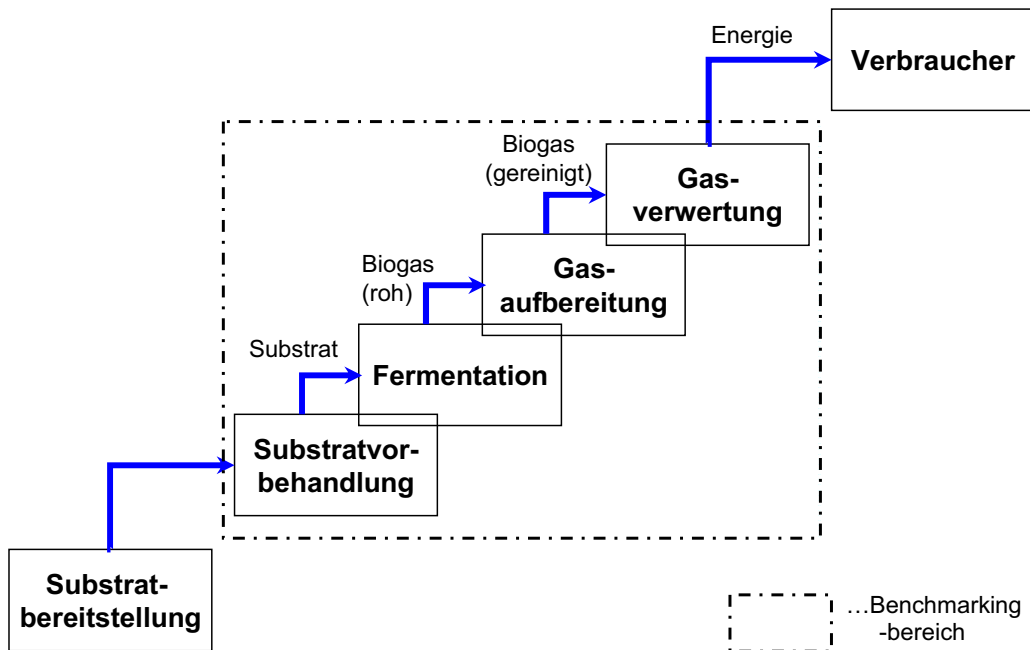 Energie
Verbraucher
Biogas
(gereinigt)
Gas-
verwertung
Biogas
(roh)
Gas-
aufbereitung
Substrat
Fermentation
Substratvor-
behandlung
Substrat-
bereitstellung
…Benchmarking
-bereich